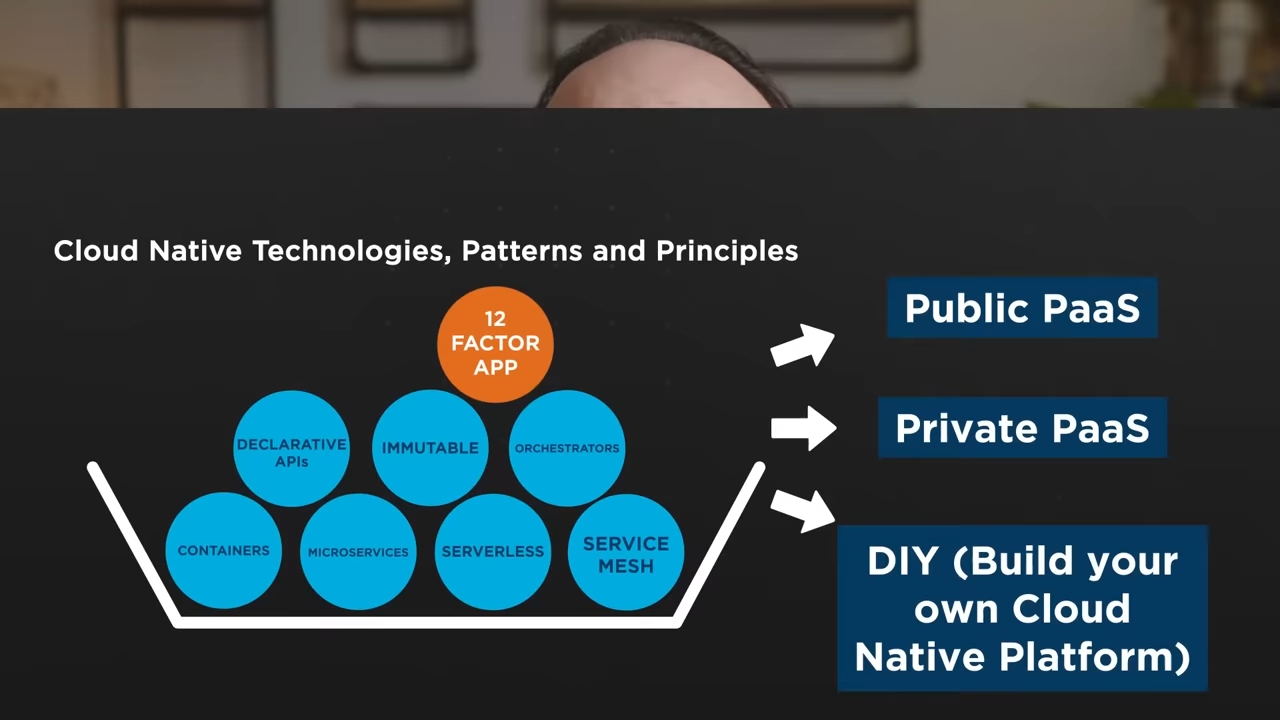 Cloud Native Technologies, Patterns and Principles
12
FACTOR
APP
DECLARATIVE
APIs
IMMUTABLE
ORCHESTRATORS
CONTAINERS
MICROSERVICES
SERVERLESS
SERVICE
MESH
Public PaaS
Private PaaS
DIY (Build your
own Cloud
Native Platform)